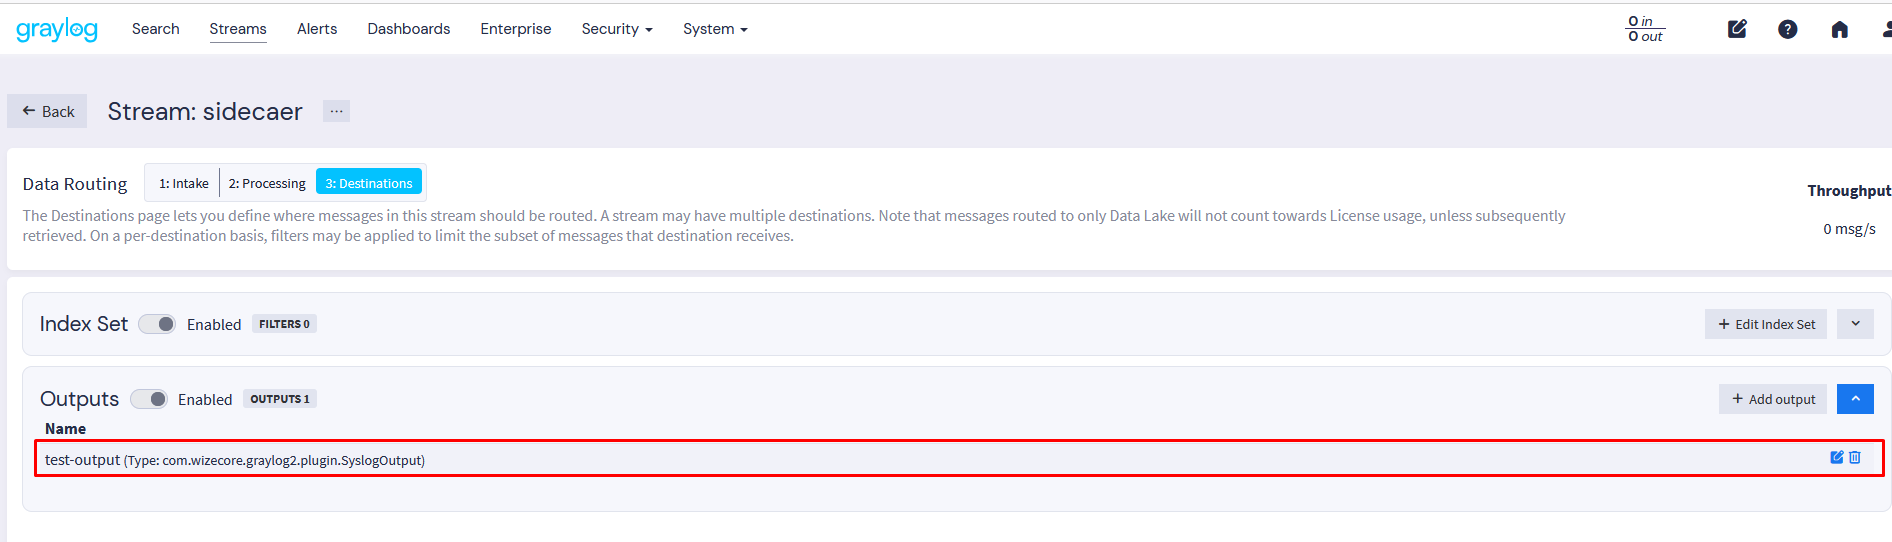 graylog Search Streams Alerts Dashboards Enterprise Security System 0 in
0 out
Back Stream: sidecaer ...
Data Routing 1: Intake 2: Processing 3: Destinations
Throughput
The Destinations page lets you define where messages in this stream should be routed. A stream may have multiple destinations. Note that messages routed to only Data Lake will not count towards License usage, unless subsequently
0 msg/s
retrieved. On a per-destination basis, filters may be applied to limit the subset of messages that destination receives.
Index Set Enabled FILTERS 0 + Edit Index Set
Outputs Enabled OUTPUTS 1 + Add output
Name
test-output (Type: com.wizecore.graylog2.plugin.SyslogOutput)